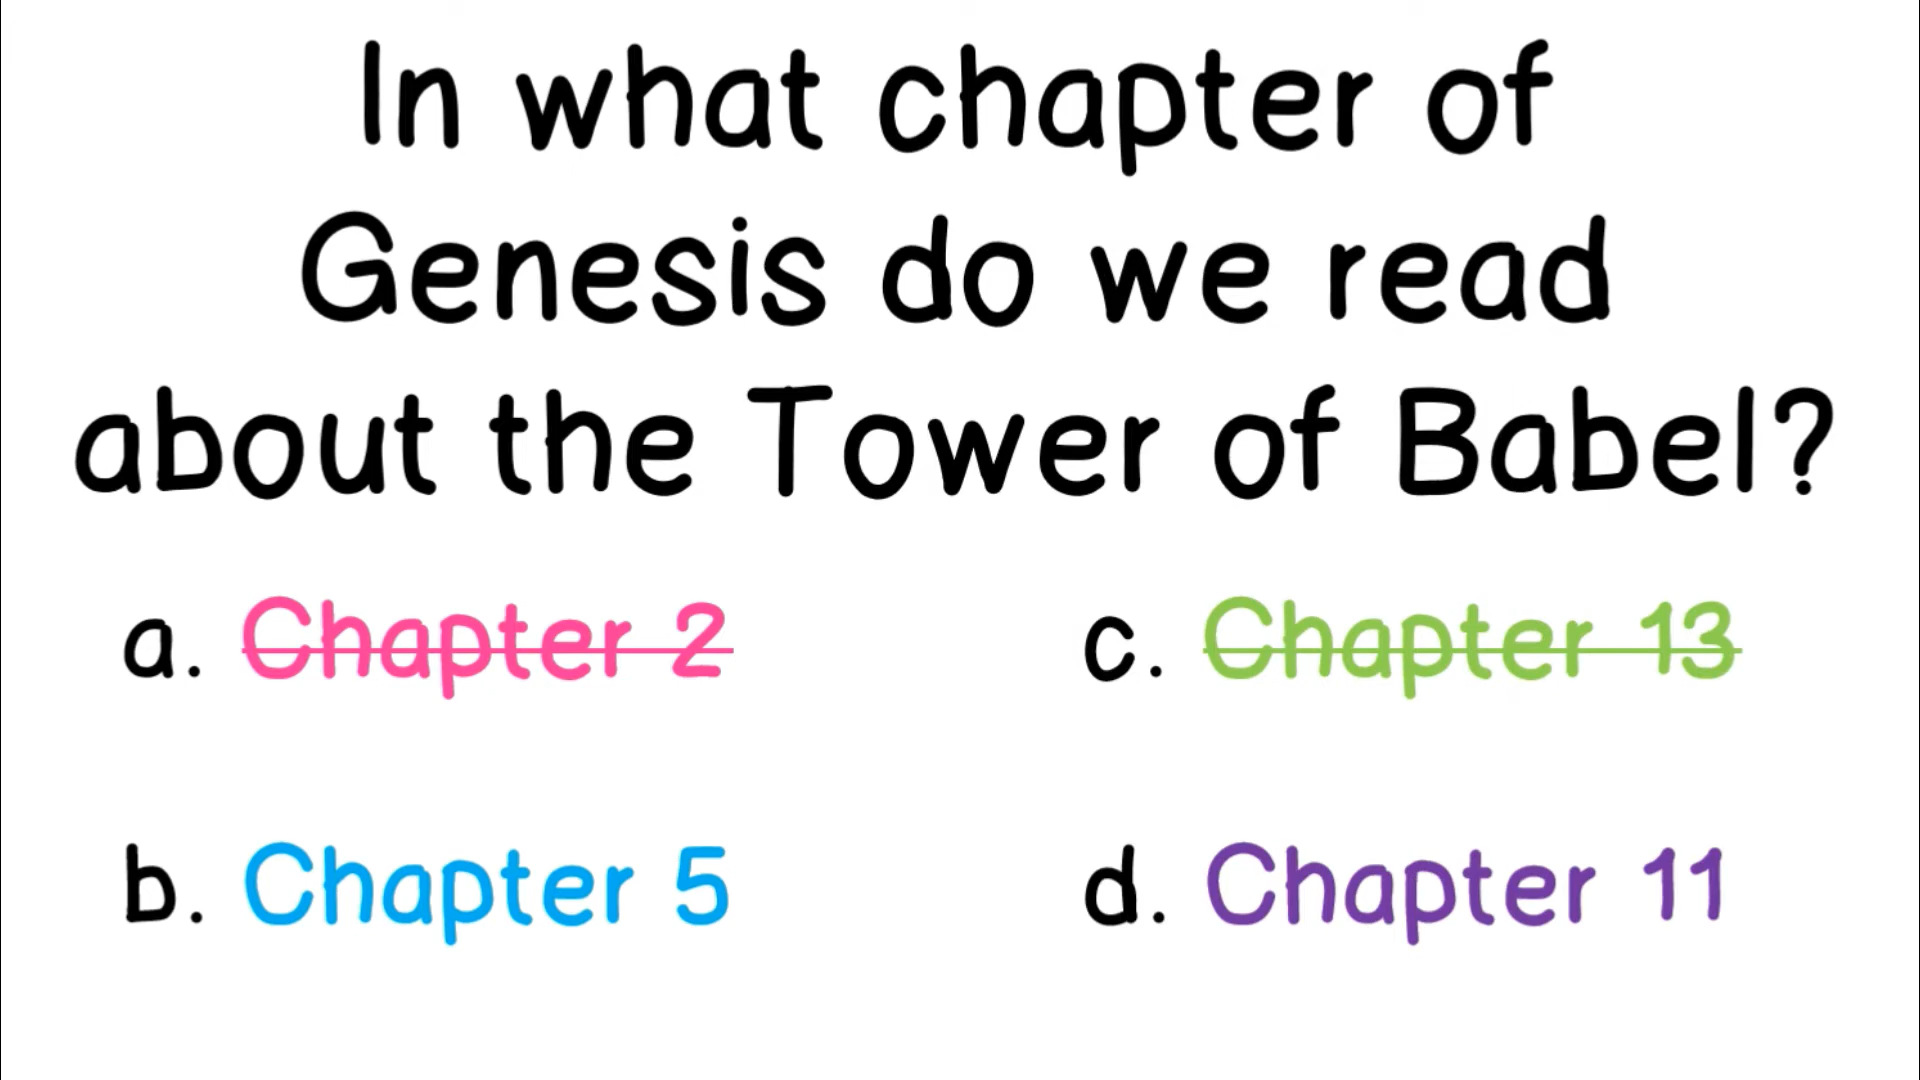 In what chapter of
Genesis do we read
about the Tower of Babel?
a. Chapter 2
c. Chapter 13
b. Chapter 5
d. Chapter 11